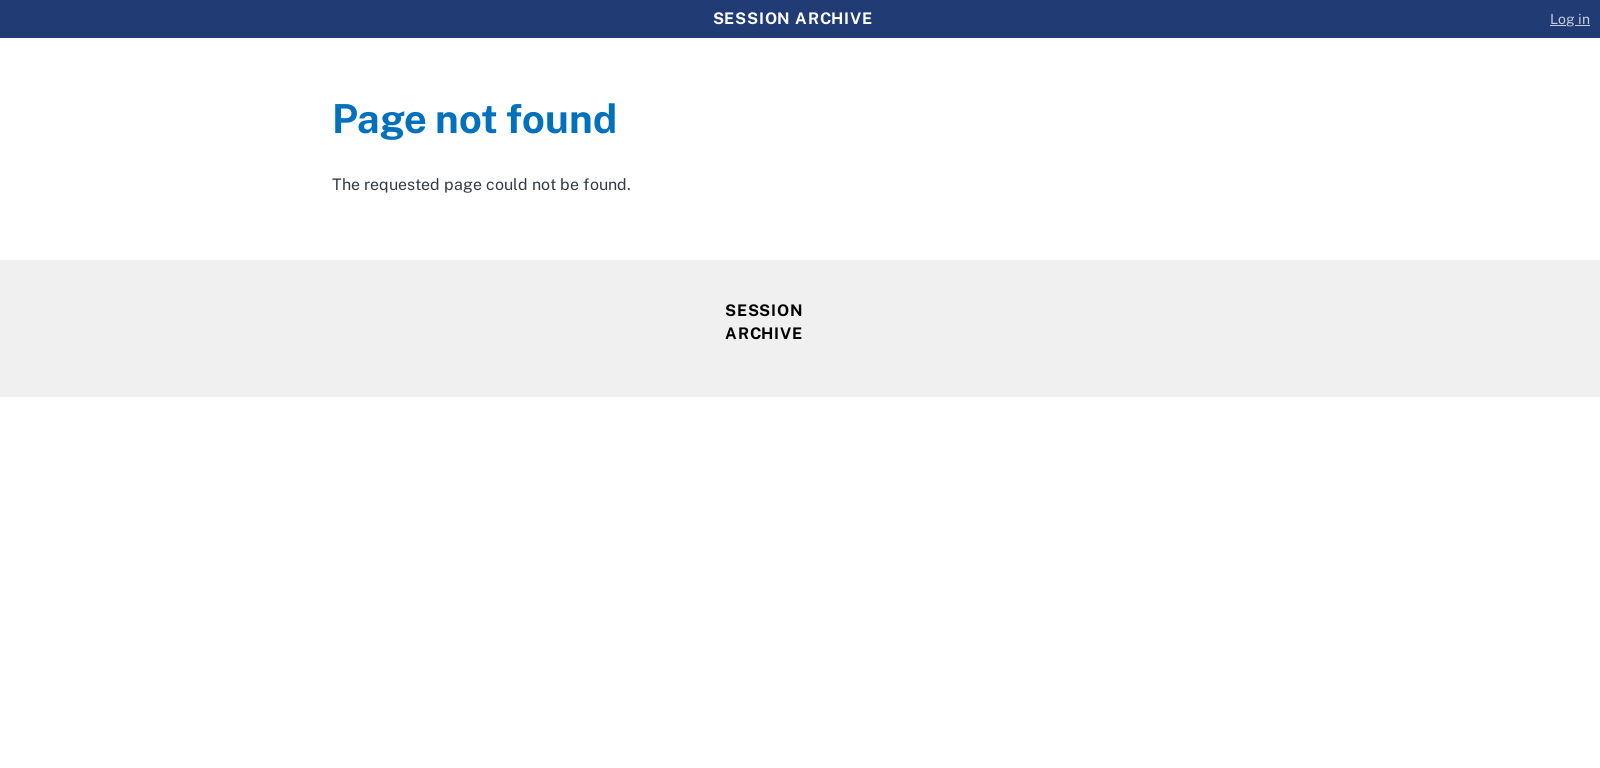 SESSION ARCHIVE
Log in
Page not found
The requested page could not be found.
SESSION
ARCHIVE